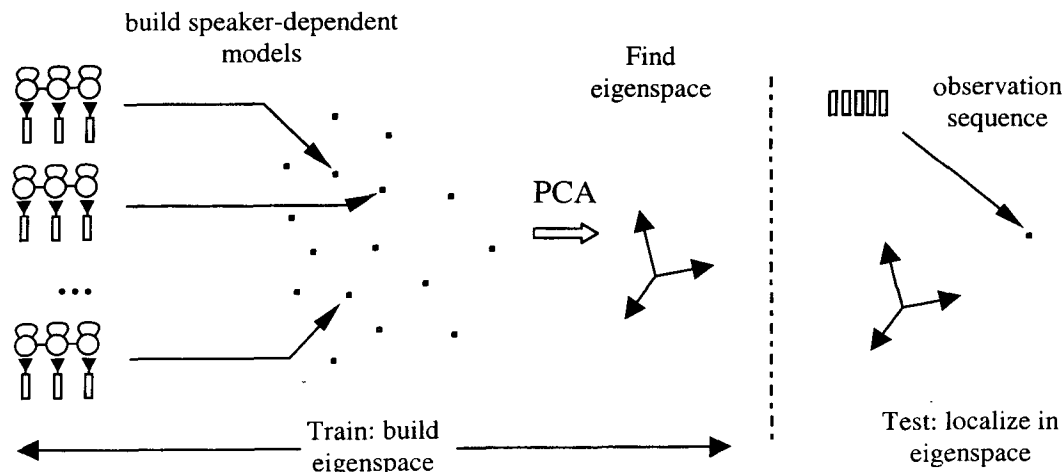 build speaker-dependent
models
Find
eigenspace
observation
sequence
PCA
Train: build
eigenspace
Test: localize in
eigenspace